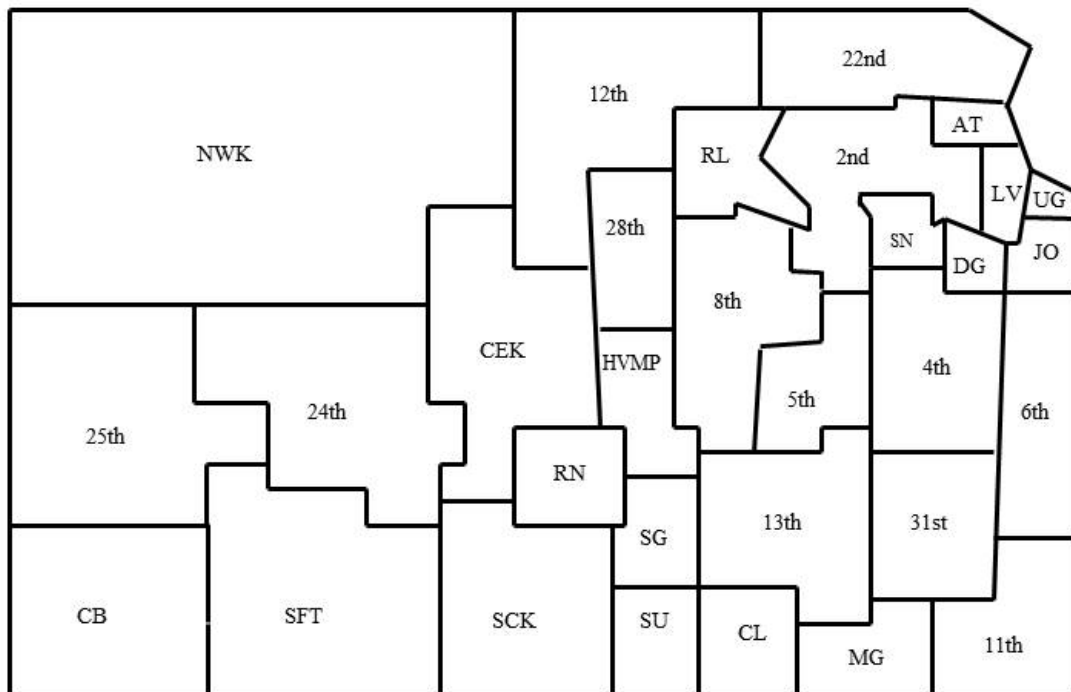 22nd
12th
AT
NWK
RL
2nd
LV
UG
28th
SN
JO
DG
8th
CEK
HVMP
4th
5th
24th
6th
25th
RN
13th
31st
SG
CB
SFT
SCK
SU
CL
11th
MG